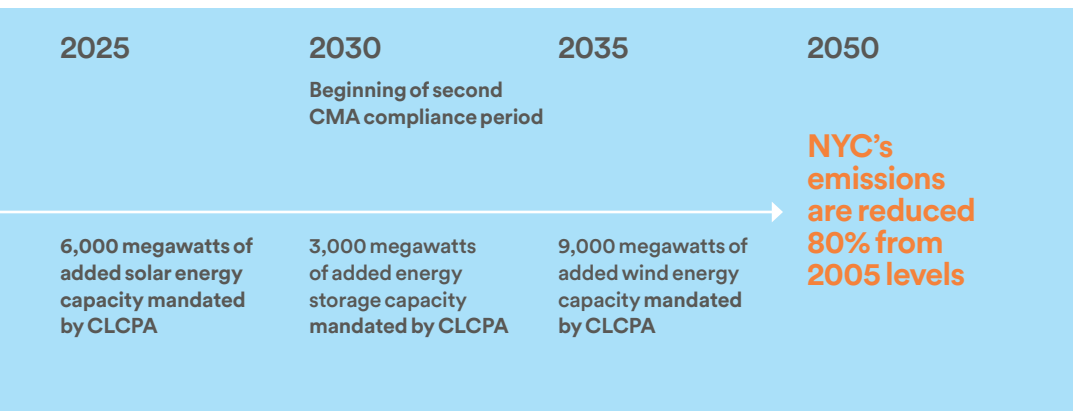 2025
6,000 megawatts of
added solar energy
capacity mandated
by CLCPA
2030
Beginning of second
CMA compliance period
3,000 megawatts
of added energy
storage capacity
mandated by CLCPA
2035
9,000 megawatts of
added wind energy
capacity mandated
by CLCPA
2050
NYC’s
emissions
are reduced
80% from
2005 levels